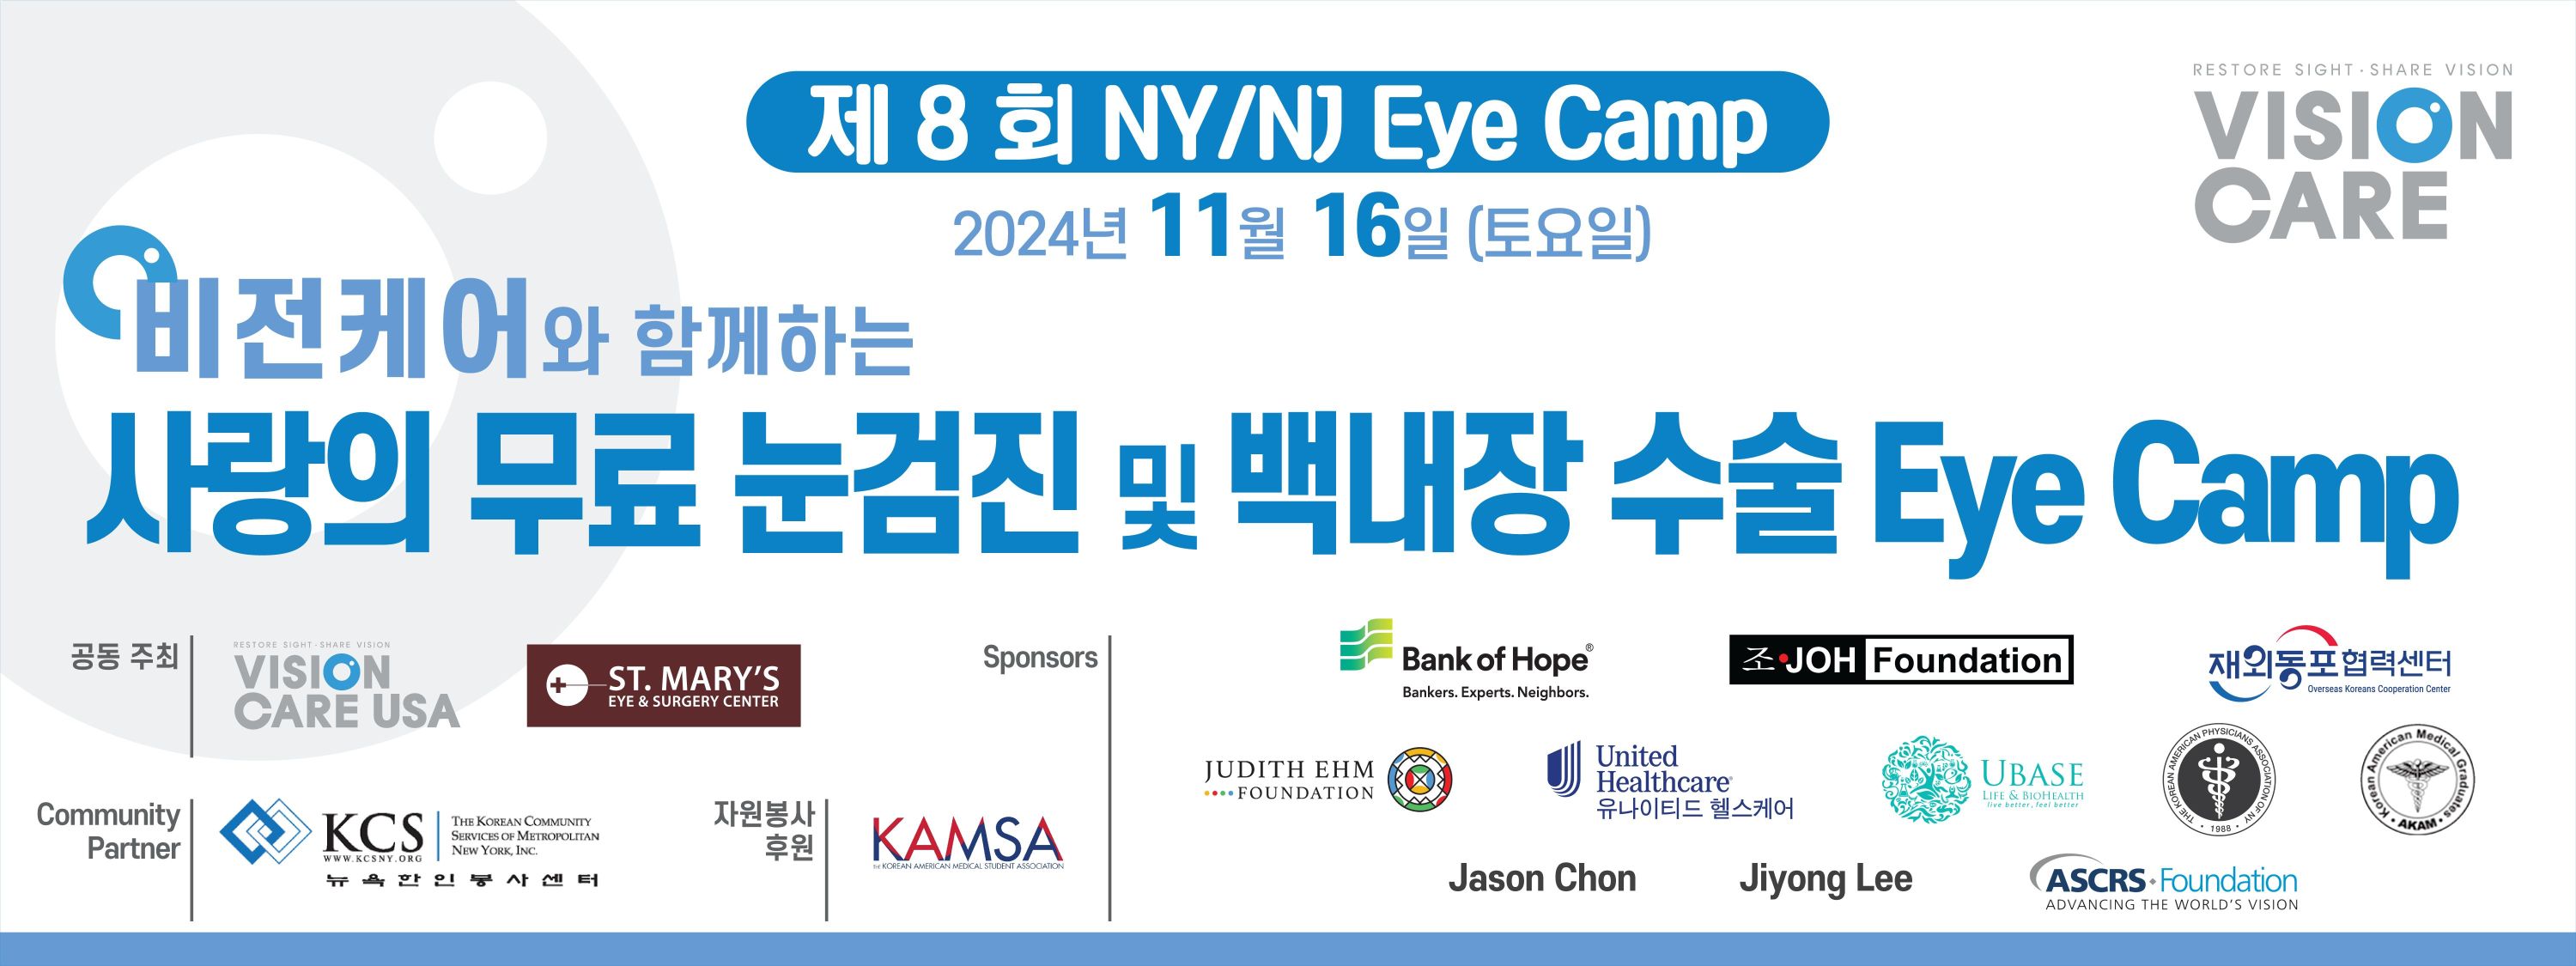 제 8 회 NY/NJ Eye Camp
RESTORE SIGHT · SHARE VISION
VISION
CARE
2024년 11월 16일 (토요일)
비전케어와 함께하는
사랑의 무료 눈검진 및 백내장 수술 Eye Camp
공동 주최
RESTORE SIGHT · SHARE VISION
VISION
CARE USA
ST. MARY'S
EYE & SURGERY CENTER
Community
Partner
KCS
WWW.KCSNY.ORG
THE KOREAN COMMUNITY
SERVICES OF METROPOLITAN
NEW YORK, INC.
뉴욕한인봉사센터
자원봉사
후원
KAMSA
THE KOREAN AMERICAN MEDICAL STUDENT ASSOCIATION
Sponsors
Bank of Hope®
Bankers. Experts. Neighbors.
조·JOH Foundation
재외동포협력센터
Overseas Koreans Cooperation Center
JUDITH EHM
FOUNDATION
United
Healthcare®
유나이티드 헬스케어
UBASE
LIFE & BIOHEALTH
live better, feel better
THE KOREAN AMERICAN PHYSICIANS ASSOCIATION OF NY
• 1988 •
Korean American Medical Graduates
• AKAM •
Jason Chon
Jiyong Lee
ASCRS Foundation
ADVANCING THE WORLD'S VISION